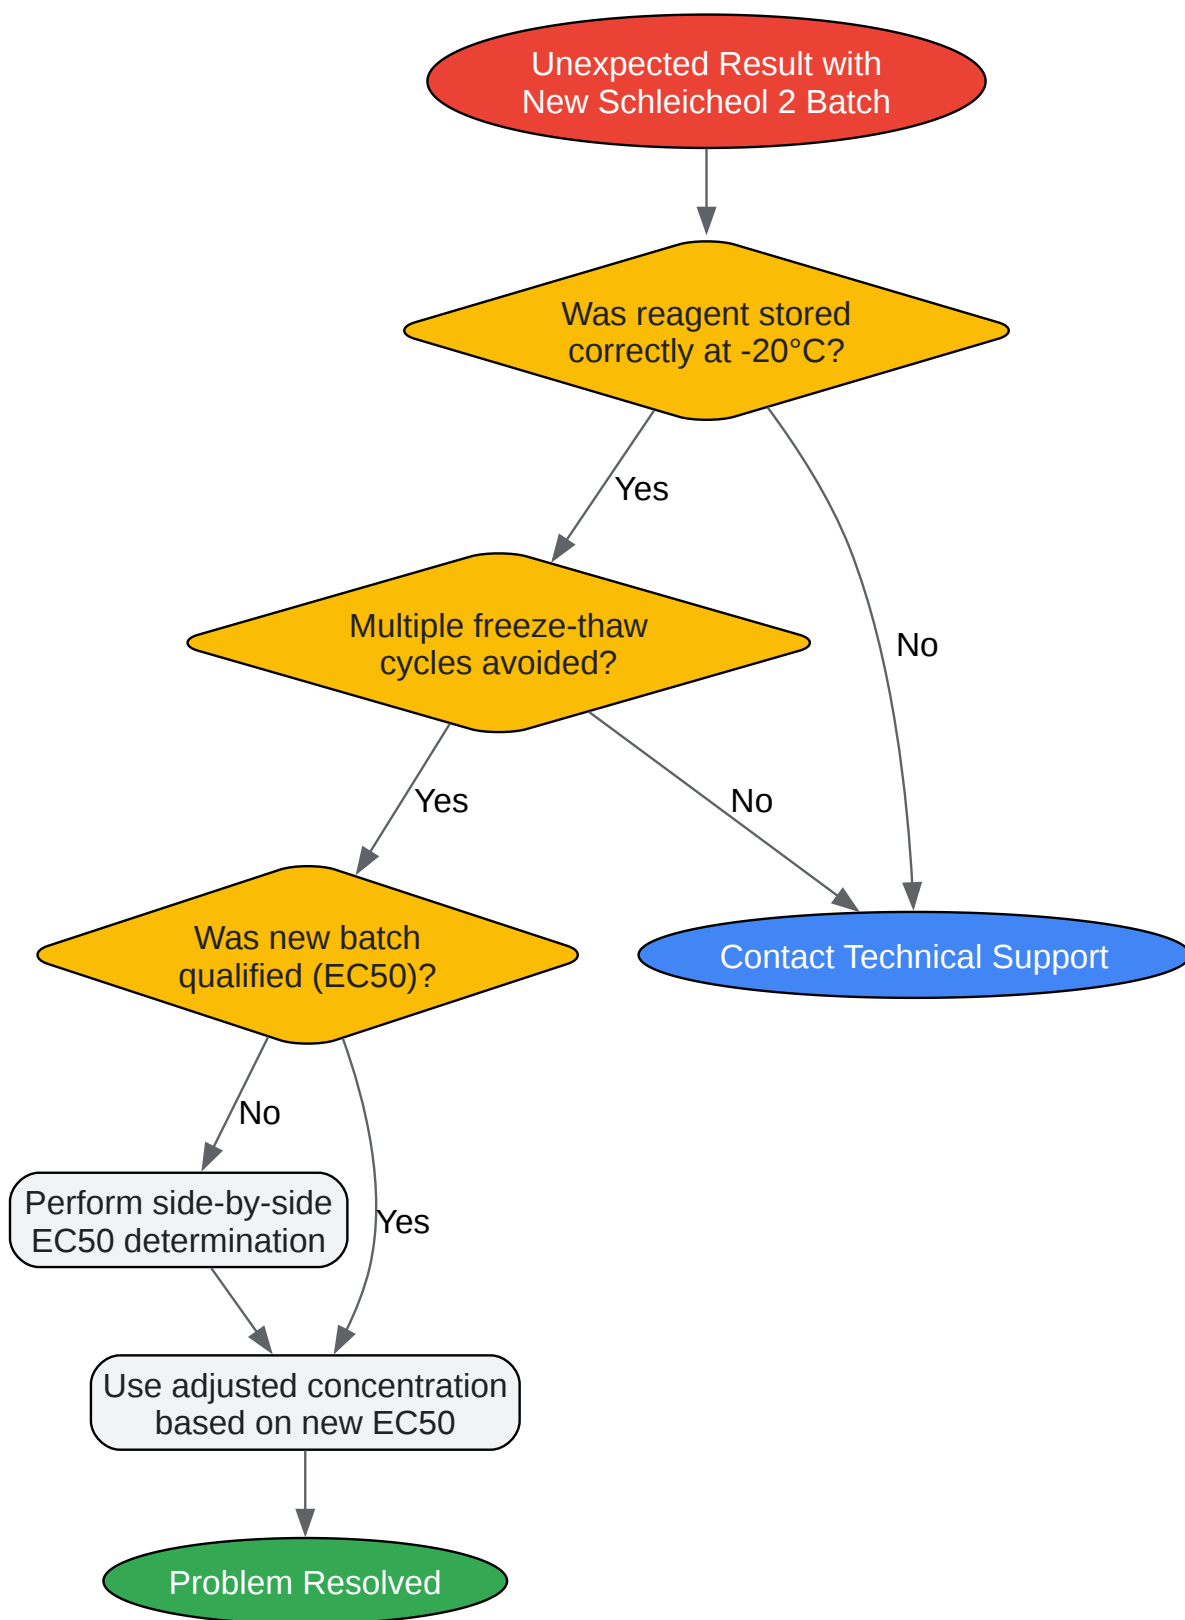 Unexpected Result with
New Schleicheol 2 Batch
Was reagent stored
correctly at -20°C?
Yes
No
Multiple freeze-thaw
cycles avoided?
Yes
No
Was new batch
qualified (EC50)?
Contact Technical Support
No
Yes
Perform side-by-side
EC50 determination
Use adjusted concentration
based on new EC50
Problem Resolved